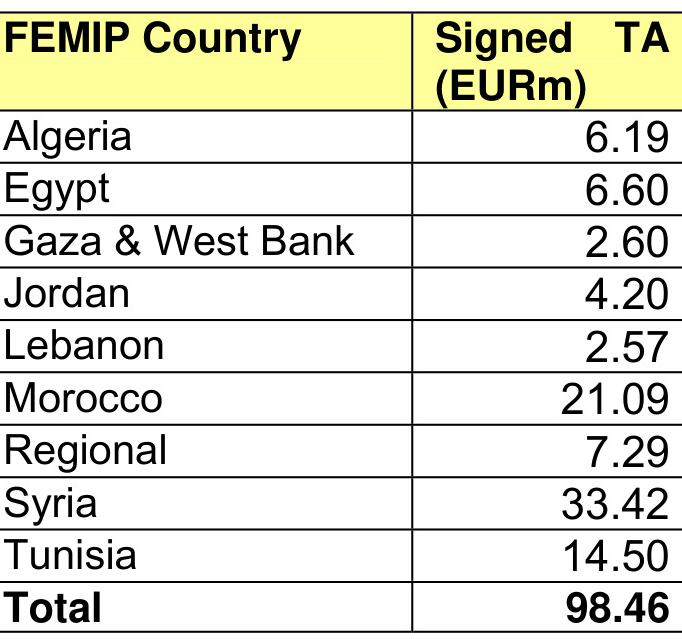 FEMIP Country Signed TA
(EURm)
Algeria 6.19
Egypt 6.60
Gaza & West Bank 2.60
Jordan 4.20
Lebanon 2.57
Morocco 21.09
Regional 7.29
Syria 33.42
Tunisia 14.50
Total 98.46